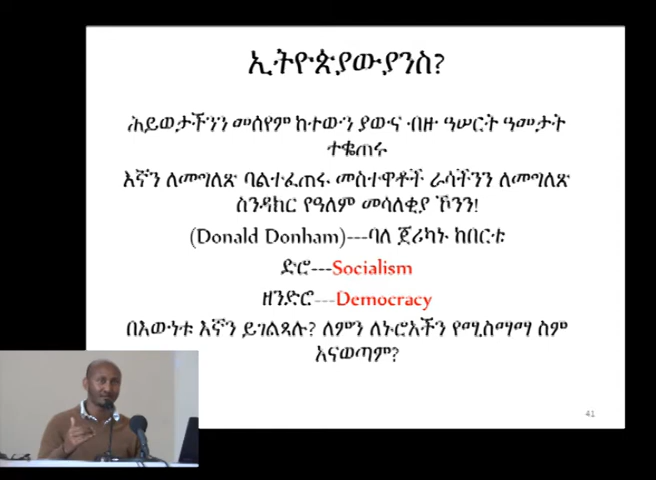 ኢትዮጵያውያንስ?
ሕይወታችንን መሰየም ከተውን ያውና ብዙ ዓሠርት ዓመታት
ተቈጠሩ
እኛን ለመግለጽ ባልተፈጠሩ መስተዋቶች ራሳችንን ለመግለጽ
ስንዳክር የዓለም መሳለቂያ ኾንን!
(Donald Donham)---ባለ ጀሪካኑ ከበርቴ
ድሮ---Socialism
ዘንድሮ---Democracy
በእውነቱ እኛን ይገልጻሉ? ለምን ለኑሮአችን የሚስማማ ስም
አናወጣም?
41